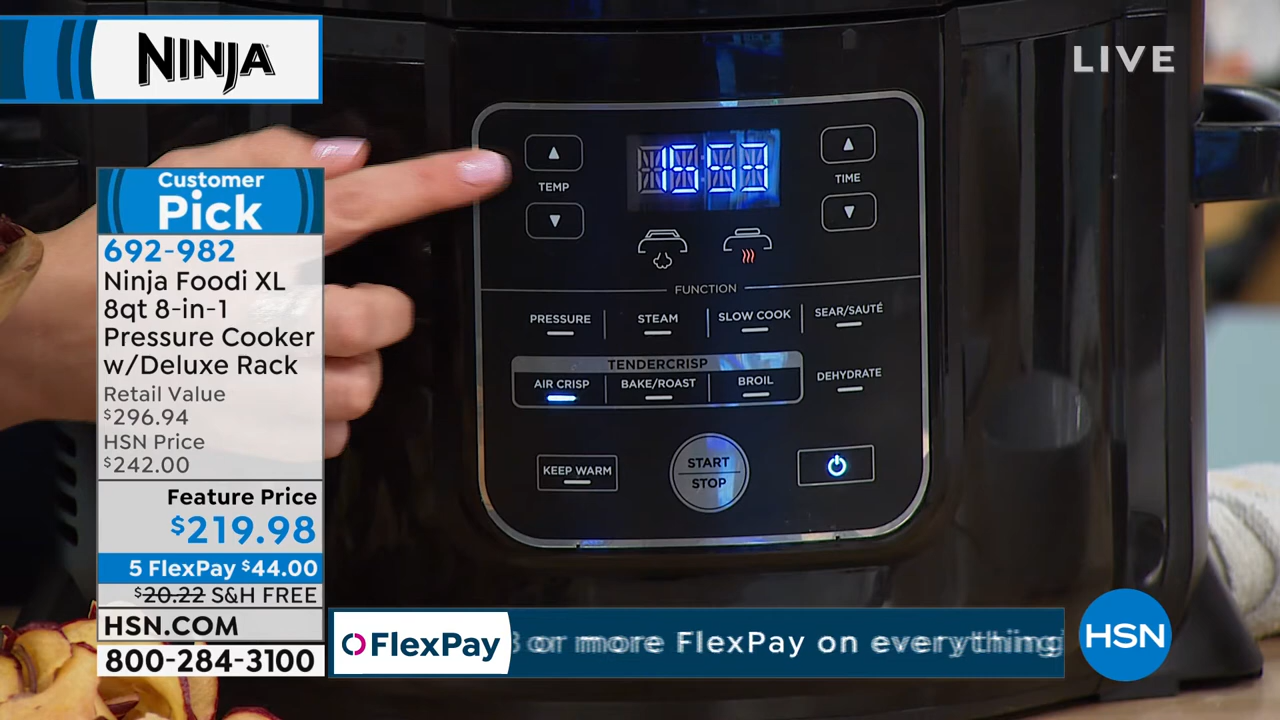 NINJA
LIVE
Customer
Pick
692-982
Ninja Foodi XL
8qt 8-in-1
Pressure Cooker
w/Deluxe Rack
Retail Value
$296.94
HSN Price
$242.00
Feature Price
$219.98
5 FlexPay $44.00
$20.22 S&H FREE
HSN.COM
800-284-3100
TEMP
TIME
FUNCTION
PRESSURE
STEAM
SLOW COOK
SEAR/SAUTÉ
TENDERCRISP
AIR CRISP
BAKE/ROAST
BROIL
DEHYDRATE
KEEP WARM
START
STOP
FlexPay
or more FlexPay on everything
HSN